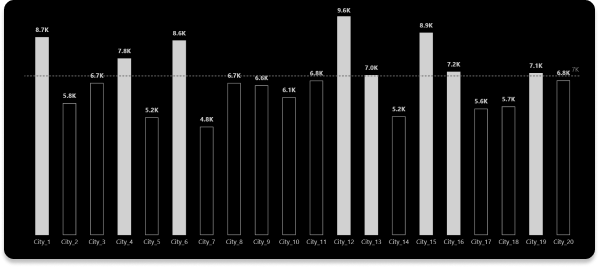 9.6K
8.7K
8.9K
8.6K
7.8K
7.0K
7.2K
7.1K
7K
6.7K
6.7K
6.6K
6.8K
6.8K
6.1K
5.8K
5.2K
5.2K
5.6K
5.7K
4.8K
City_1 City_2 City_3 City_4 City_5 City_6 City_7 City_8 City_9 City_10 City_11 City_12 City_13 City_14 City_15 City_16 City_17 City_18 City_19 City_20